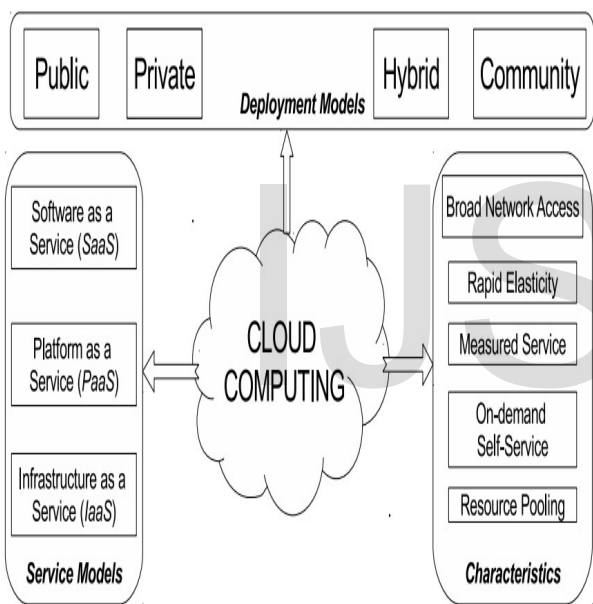 Public
Private
Hybrid
Community
Deployment Models
Software as a
Service (SaaS)
Platform as a
Service (PaaS)
Infrastructure as a
Service (IaaS)
Service Models
CLOUD
COMPUTING
Broad Network Access
Rapid Elasticity
Measured Service
On-demand
Self-Service
Resource Pooling
Characteristics
IJS